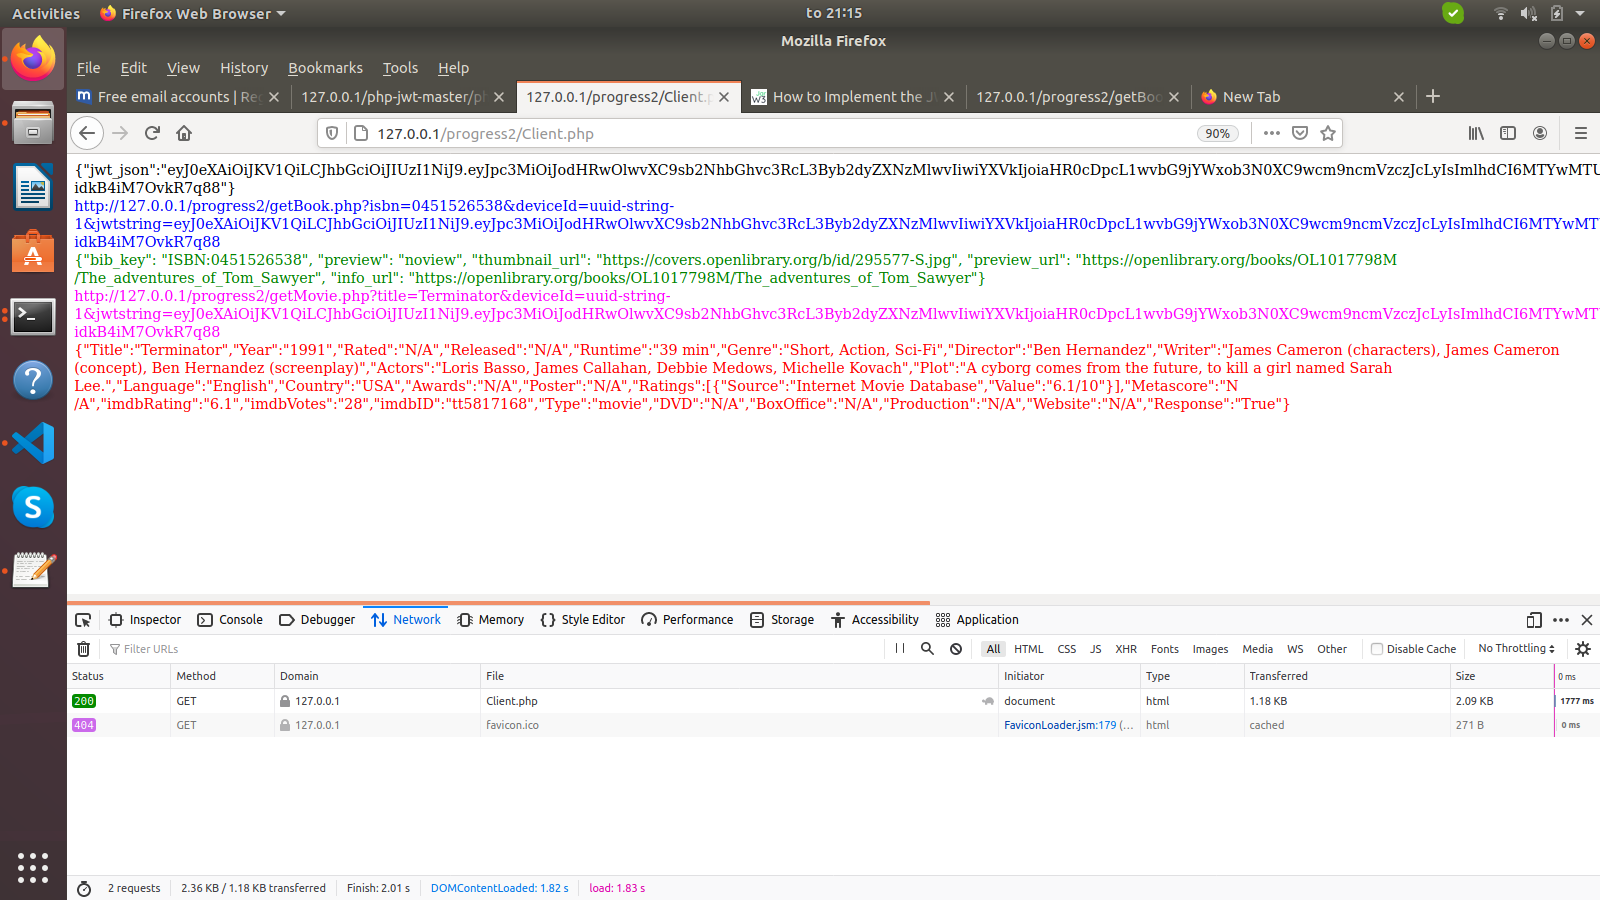 Activities Firefox Web Browser to 21:15
Mozilla Firefox
File Edit View History Bookmarks Tools Help
Free email accounts | Re 127.0.0.1/php-jwt-master/ph 127.0.0.1/progress2/Client.p How to Implement the J 127.0.0.1/progress2/getBoo New Tab
127.0.0.1/progress2/Client.php 90%
{"jwt_json":"eyJ0eXAiOiJKV1QiLCJhbGciOiJIUzI1NiJ9.eyJpc3MiOiJodHRwOlwvXC9sb2NhbGhvc3RcL3Byb2dyZXNzMlwvIiwiYXVkIjoiaHR0cDpcL1wvbG9jYWxob3N0XC9wcm9ncmVzczJcLyIsImlhdCI6MTYwMTU
idkB4iM7OvkR7q88"}
http://127.0.0.1/progress2/getBook.php?isbn=0451526538&deviceId=uuid-string-
1&jwtstring=eyJ0eXAiOiJKV1QiLCJhbGciOiJIUzI1NiJ9.eyJpc3MiOiJodHRwOlwvXC9sb2NhbGhvc3RcL3Byb2dyZXNzMlwvIiwiYXVkIjoiaHR0cDpcL1wvbG9jYWxob3N0XC9wcm9ncmVzczJcLyIsImlhdCI6MTYwMT
idkB4iM7OvkR7q88
{"bib_key": "ISBN:0451526538", "preview": "noview", "thumbnail_url": "https://covers.openlibrary.org/b/id/295577-S.jpg", "preview_url": "https://openlibrary.org/books/OL1017798M
/The_adventures_of_Tom_Sawyer", "info_url": "https://openlibrary.org/books/OL1017798M/The_adventures_of_Tom_Sawyer"}
http://127.0.0.1/progress2/getMovie.php?title=Terminator&deviceId=uuid-string-
1&jwtstring=eyJ0eXAiOiJKV1QiLCJhbGciOiJIUzI1NiJ9.eyJpc3MiOiJodHRwOlwvXC9sb2NhbGhvc3RcL3Byb2dyZXNzMlwvIiwiYXVkIjoiaHR0cDpcL1wvbG9jYWxob3N0XC9wcm9ncmVzczJcLyIsImlhdCI6MTYwMT
idkB4iM7OvkR7q88
{"Title":"Terminator","Year":"1991","Rated":"N/A","Released":"N/A","Runtime":"39 min","Genre":"Short, Action, Sci-Fi","Director":"Ben Hernandez","Writer":"James Cameron (characters), James Cameron
(concept), Ben Hernandez (screenplay)","Actors":"Loris Basso, James Callahan, Debbie Medows, Michelle Kovach","Plot":"A cyborg comes from the future, to kill a girl named Sarah
Lee.","Language":"English","Country":"USA","Awards":"N/A","Poster":"N/A","Ratings":[{"Source":"Internet Movie Database","Value":"6.1/10"}],"Metascore":"N
/A","imdbRating":"6.1","imdbVotes":"28","imdbID":"tt5817168","Type":"movie","DVD":"N/A","BoxOffice":"N/A","Production":"N/A","Website":"N/A","Response":"True"}
Inspector Console Debugger Network Memory Style Editor Performance Storage Accessibility Application
Filter URLs All HTML CSS JS XHR Fonts Images Media WS Other Disable Cache No Throttling
Status Method Domain File Initiator Type Transferred Size 0 ms
200 GET 127.0.0.1 Client.php document html 1.18 KB 2.09 KB 1777 ms
404 GET 127.0.0.1 favicon.ico FaviconLoader.jsm:179 (... html cached 271 B 0 ms
2 requests 2.36 KB / 1.18 KB transferred Finish: 2.01 s DOMContentLoaded: 1.82 s load: 1.83 s